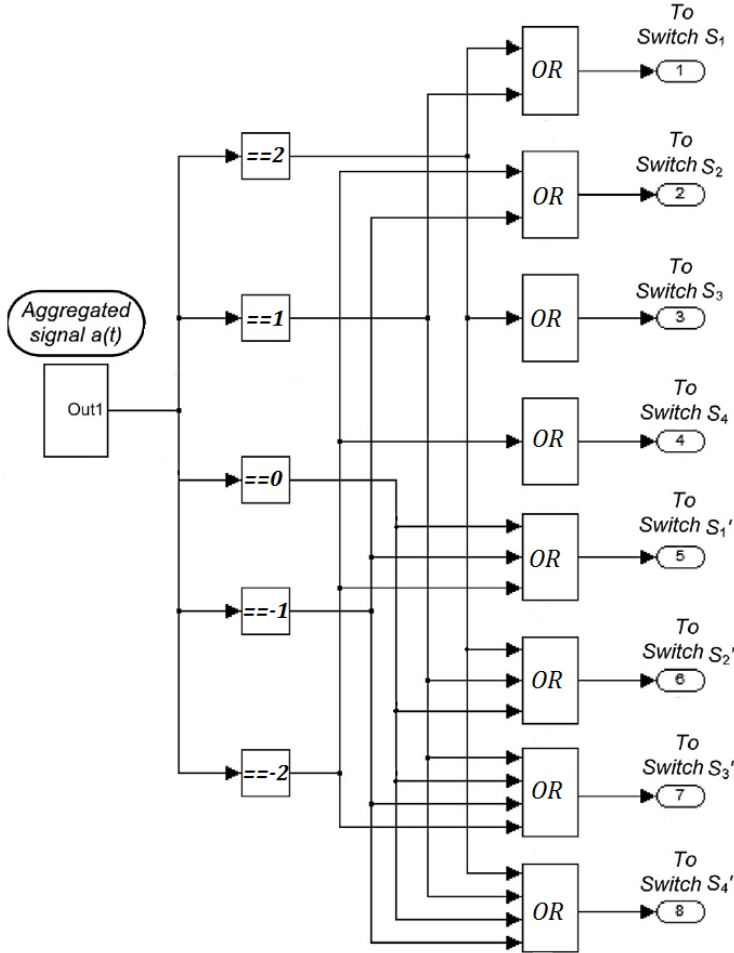 To
Switch S1
OR
1
==2
To
Switch S2
OR
2
Aggregated
signal a(t)
==1
To
Switch S3
OR
3
Out1
To
Switch S4
OR
4
==0
To
Switch S1'
OR
5
==-1
To
Switch S2'
OR
6
==-2
To
Switch S3'
OR
7
To
Switch S4'
OR
8